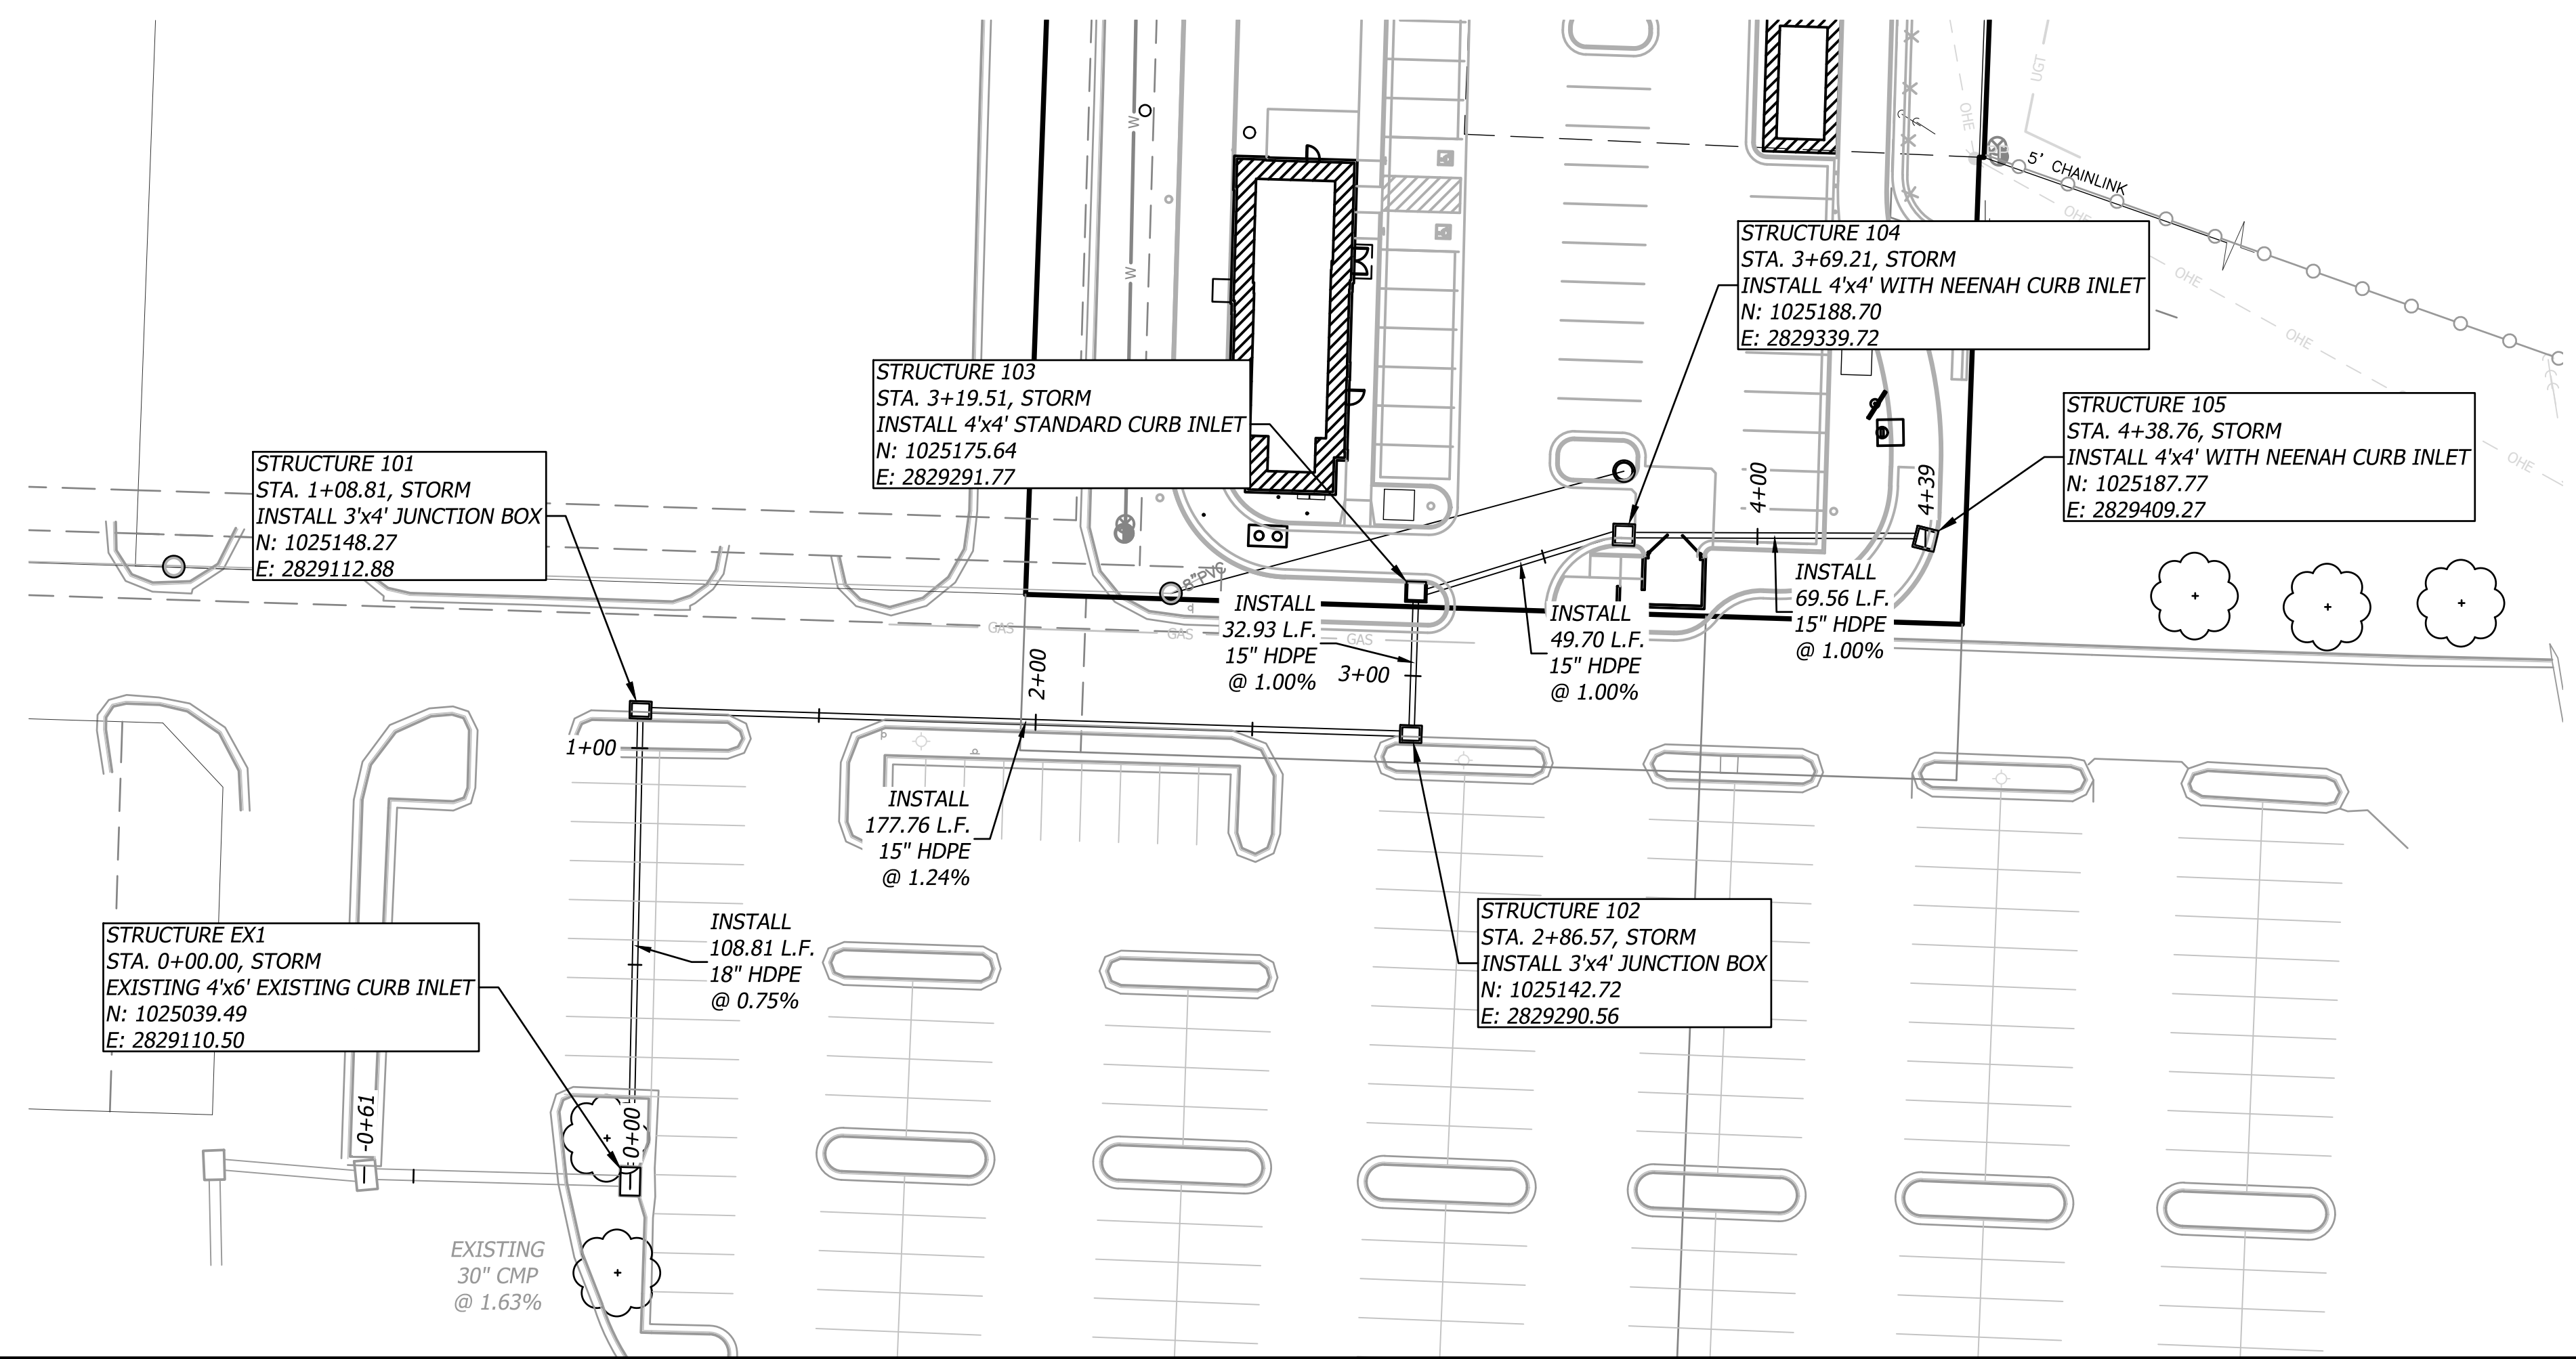 UGT
W
OHE
5' CHAINLINK
OHE
STRUCTURE 104
STA. 3+69.21, STORM
INSTALL 4'x4' WITH NEENAH CURB INLET
N: 1025188.70
E: 2829339.72
W
OHE
OHE
STRUCTURE 103
STA. 3+19.51, STORM
INSTALL 4'x4' STANDARD CURB INLET
N: 1025175.64
E: 2829291.77
STRUCTURE 105
STA. 4+38.76, STORM
INSTALL 4'x4' WITH NEENAH CURB INLET
N: 1025187.77
E: 2829409.27
OHE
STRUCTURE 101
STA. 1+08.81, STORM
INSTALL 3'x4' JUNCTION BOX
N: 1025148.27
E: 2829112.88
4+00
4+39
8"PVC
GAS
GAS
GAS
INSTALL
32.93 L.F.
15" HDPE
@ 1.00%
INSTALL
49.70 L.F.
15" HDPE
@ 1.00%
INSTALL
69.56 L.F.
15" HDPE
@ 1.00%
2+00
3+00
1+00
INSTALL
177.76 L.F.
15" HDPE
@ 1.24%
INSTALL
108.81 L.F.
18" HDPE
@ 0.75%
STRUCTURE 102
STA. 2+86.57, STORM
INSTALL 3'x4' JUNCTION BOX
N: 1025142.72
E: 2829290.56
STRUCTURE EX1
STA. 0+00.00, STORM
EXISTING 4'x6' EXISTING CURB INLET
N: 1025039.49
E: 2829110.50
-0+61
0+00
EXISTING
30" CMP
@ 1.63%